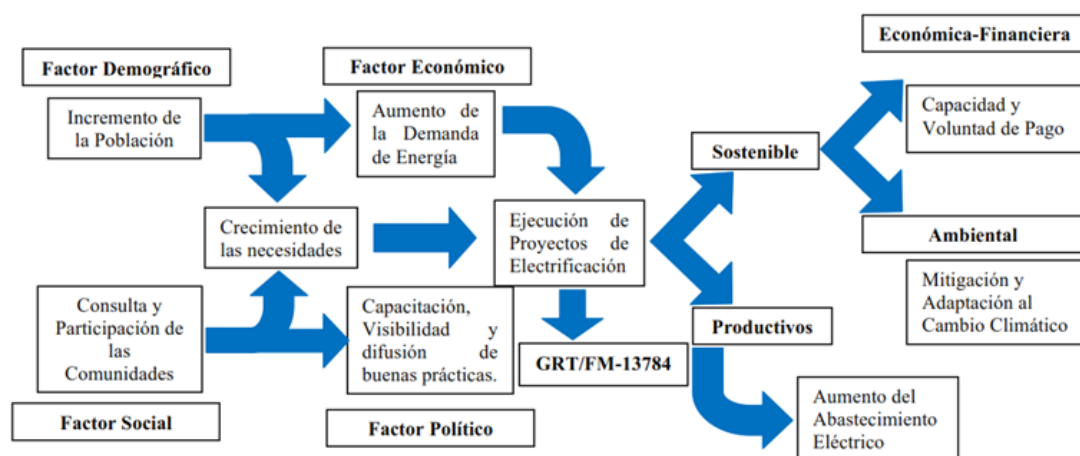 Factor Demográfico
Incremento de
la Población
Factor Económico
Aumento de
la Demanda
de Energía
Crecimiento de
las necesidades
Consulta y
Participación de
las
Comunidades
Factor Social
Capacitación,
Visibilidad y
difusión de
buenas prácticas.
Factor Político
Ejecución de
Proyectos de
Electrificación
GRT/FM-13784
Sostenible
Productivos
Económica-Financiera
Capacidad y
Voluntad de Pago
Ambiental
Mitigación y
Adaptación al
Cambio Climático
Aumento del
Abastecimiento
Eléctrico